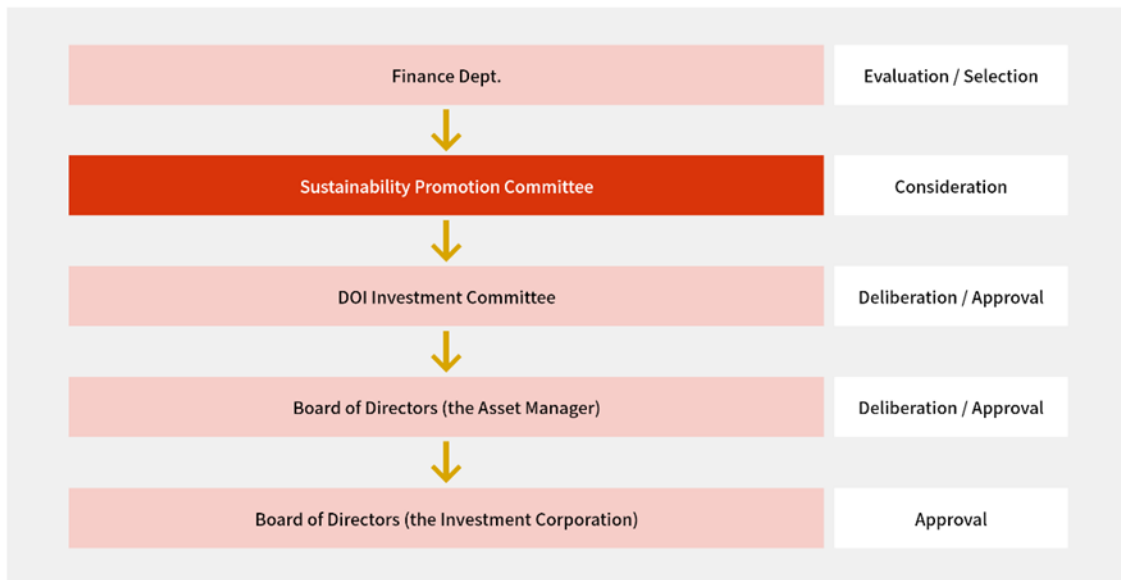 Finance Dept.
Evaluation / Selection
Sustainability Promotion Committee
Consideration
DOI Investment Committee
Deliberation / Approval
Board of Directors (the Asset Manager)
Deliberation / Approval
Board of Directors (the Investment Corporation)
Approval